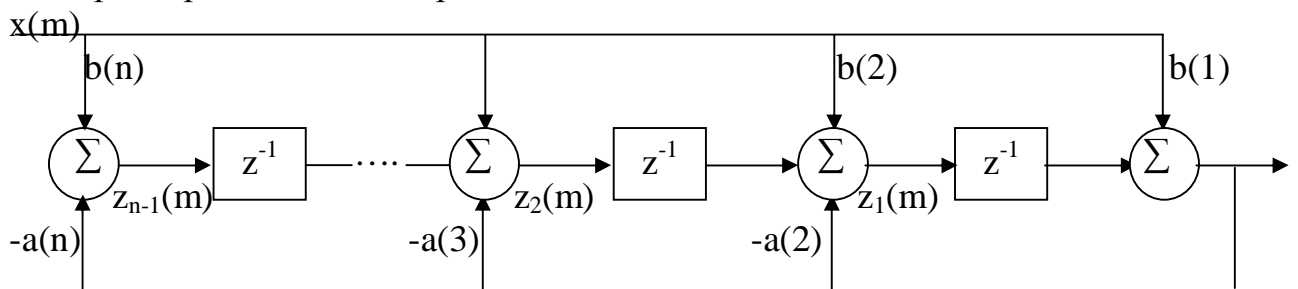 x(m)
b(n) b(2) b(1)
Σ z-1 .... Σ z-1 Σ z-1 Σ
zn-1(m) z2(m) z1(m)
-a(n) -a(3) -a(2)